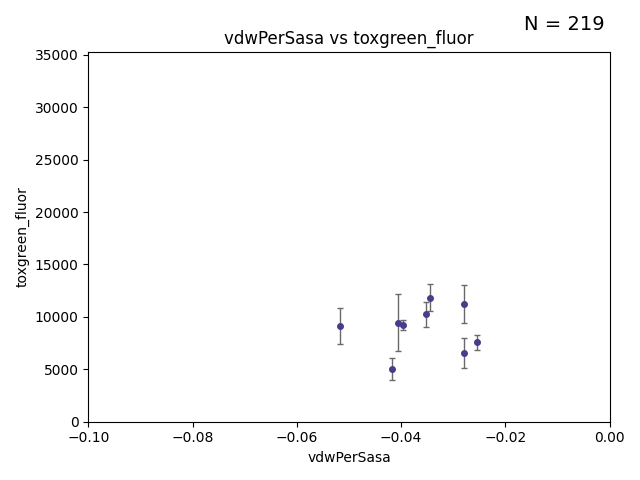 N = 219
vdwPerSasa vs toxgreen_fluor
35000
30000
25000
20000
15000
10000
5000
0
toxgreen_fluor
−0.10 −0.08 −0.06 −0.04 −0.02 0.00
vdwPerSasa